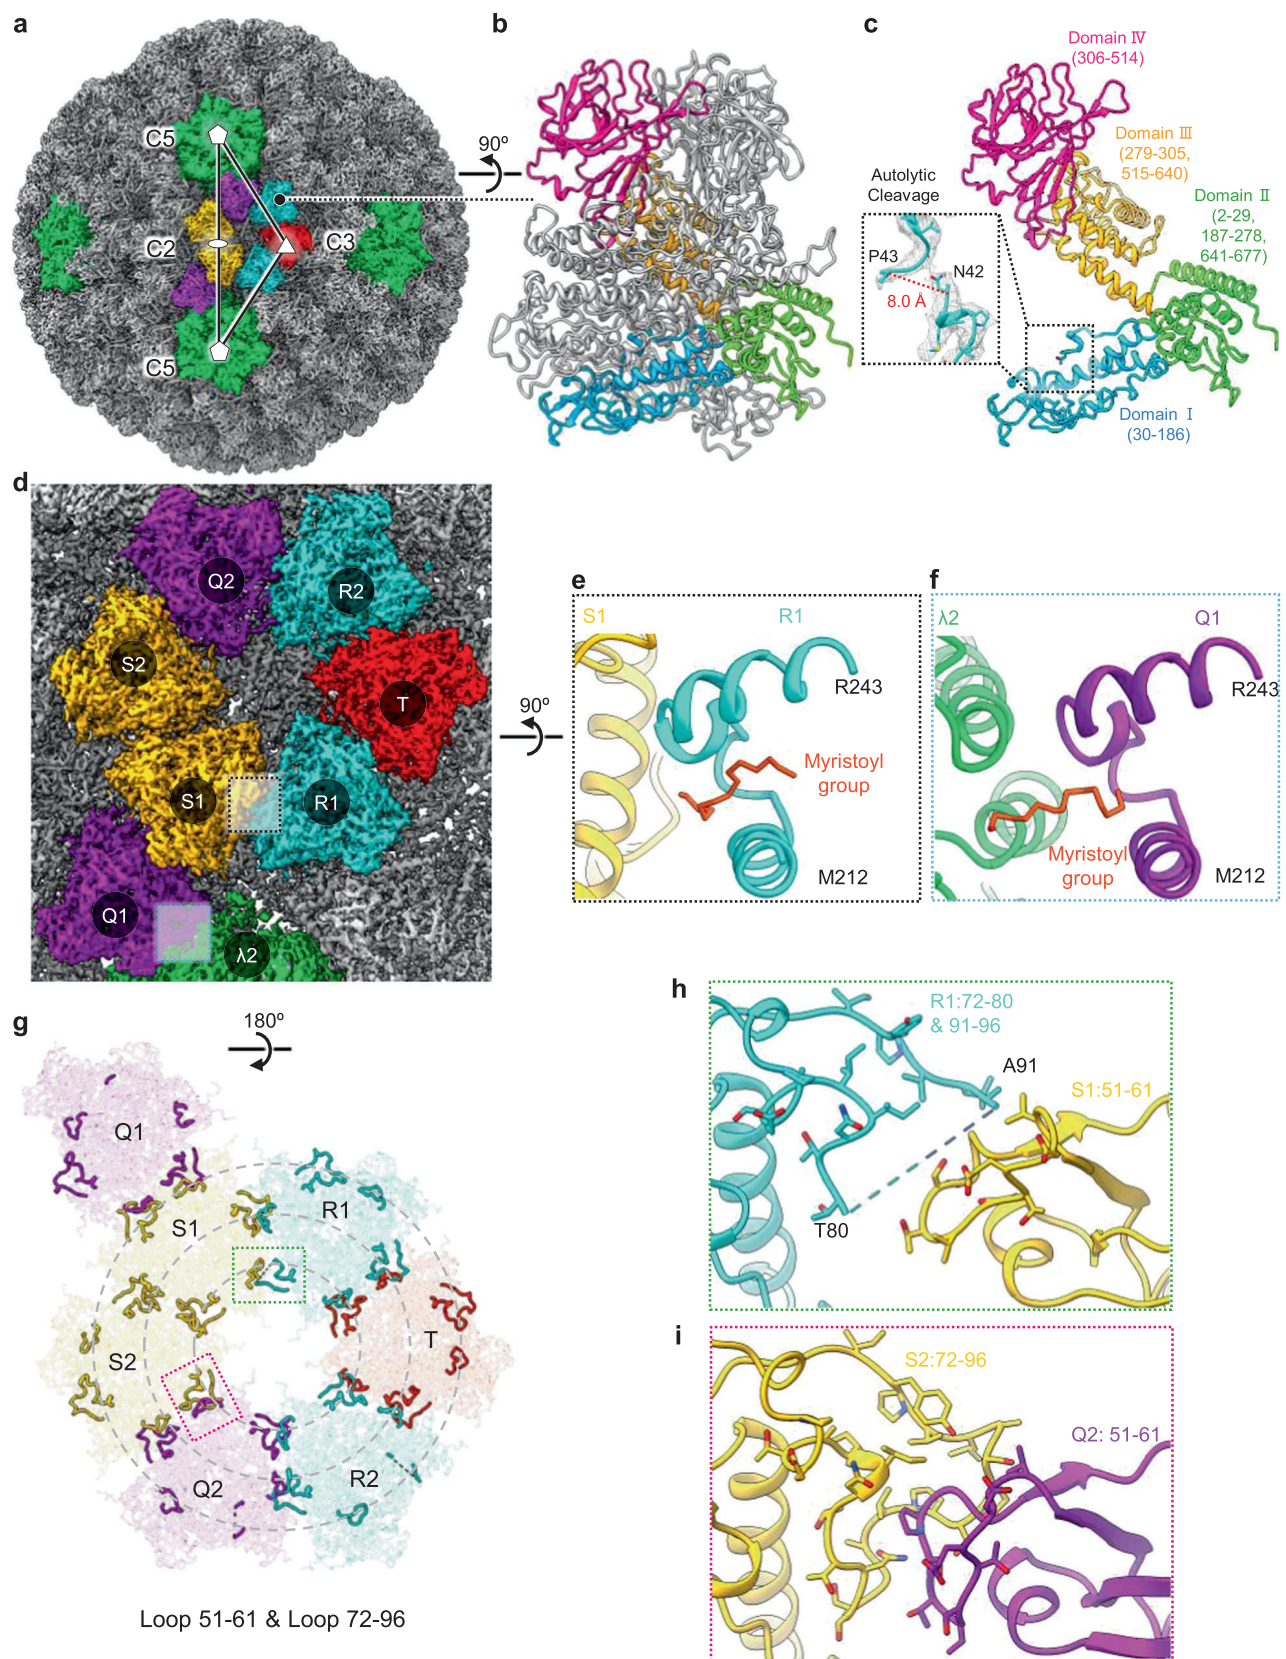 a
C5
C2
C3
C5
90º
b
c
Domain Ⅳ
(306-514)
Domain Ⅲ
(279-305,
515-640)
Domain Ⅱ
(2-29,
187-278,
641-677)
Autolytic
Cleavage
P43
N42
8.0 Å
Domain Ⅰ
(30-186)
d
Q2
R2
S2
T
S1
R1
Q1
λ2
90º
e
S1
R1
R243
Myristoyl
group
M212
f
λ2
Q1
R243
Myristoyl
group
M212
g
180º
Q1
S1
R1
S2
T
Q2
R2
Loop 51-61 & Loop 72-96
h
R1:72-80
& 91-96
A91
S1:51-61
T80
i
S2:72-96
Q2: 51-61